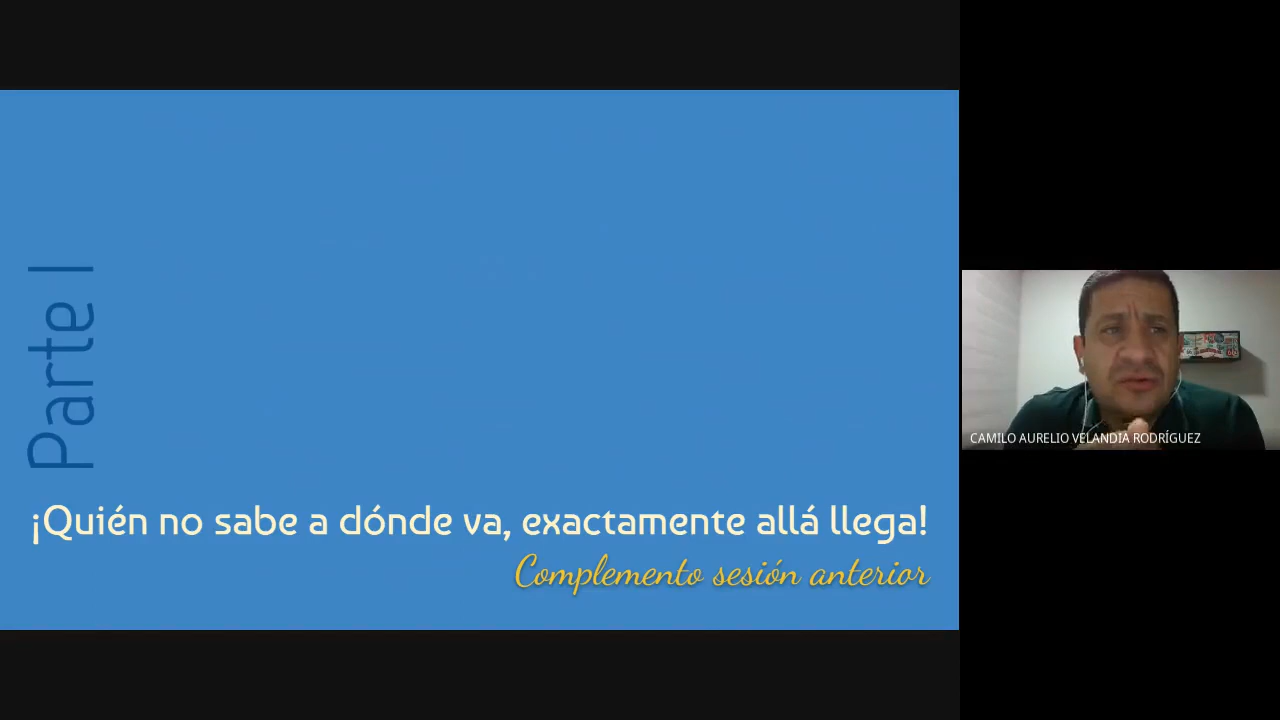 Parte I
¡Quién no sabe a dónde va, exactamente allá llega!
Complemento sesión anterior
CAMILO AURELIO VELANDIA RODRÍGUEZ